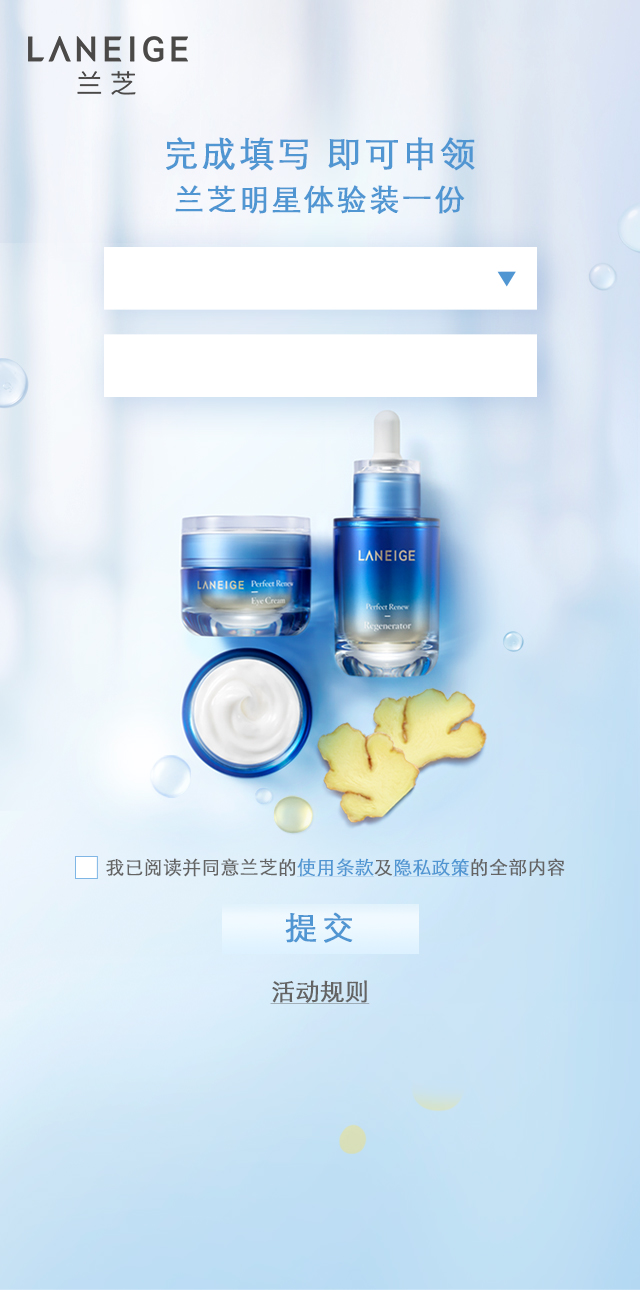 LANEIGE
兰芝
完成填写 即可申领
兰芝明星体验装一份
LANEIGE
LANEIGE Perfect Renew
Eye Cream
Perfect Renew
Regenerator
我已阅读并同意兰芝的使用条款及隐私政策的全部内容
提交
活动规则